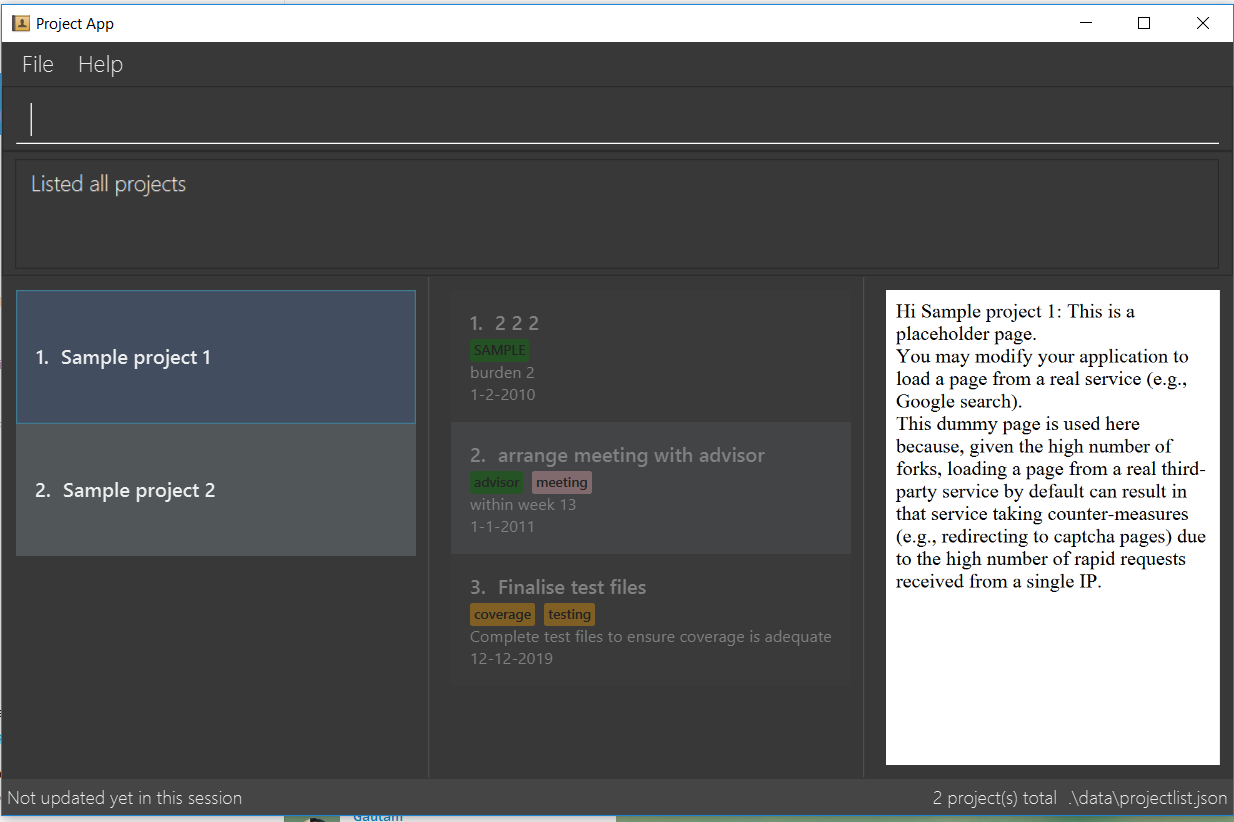 Project App
File Help
Listed all projects
1. Sample project 1
2. Sample project 2
1. 2 2 2
SAMPLE
burden 2
1-2-2010
2. arrange meeting with advisor
advisor meeting
within week 13
1-1-2011
3. Finalise test files
coverage testing
Complete test files to ensure coverage is adequate
12-12-2019
Hi Sample project 1: This is a
placeholder page.
You may modify your application to
load a page from a real service (e.g.,
Google search).
This dummy page is used here
because, given the high number of
forks, loading a page from a real third-
party service by default can result in
that service taking counter-measures
(e.g., redirecting to captcha pages) due
to the high number of rapid requests
received from a single IP.
Not updated yet in this session
2 project(s) total .\data\projectlist.json
Gautam